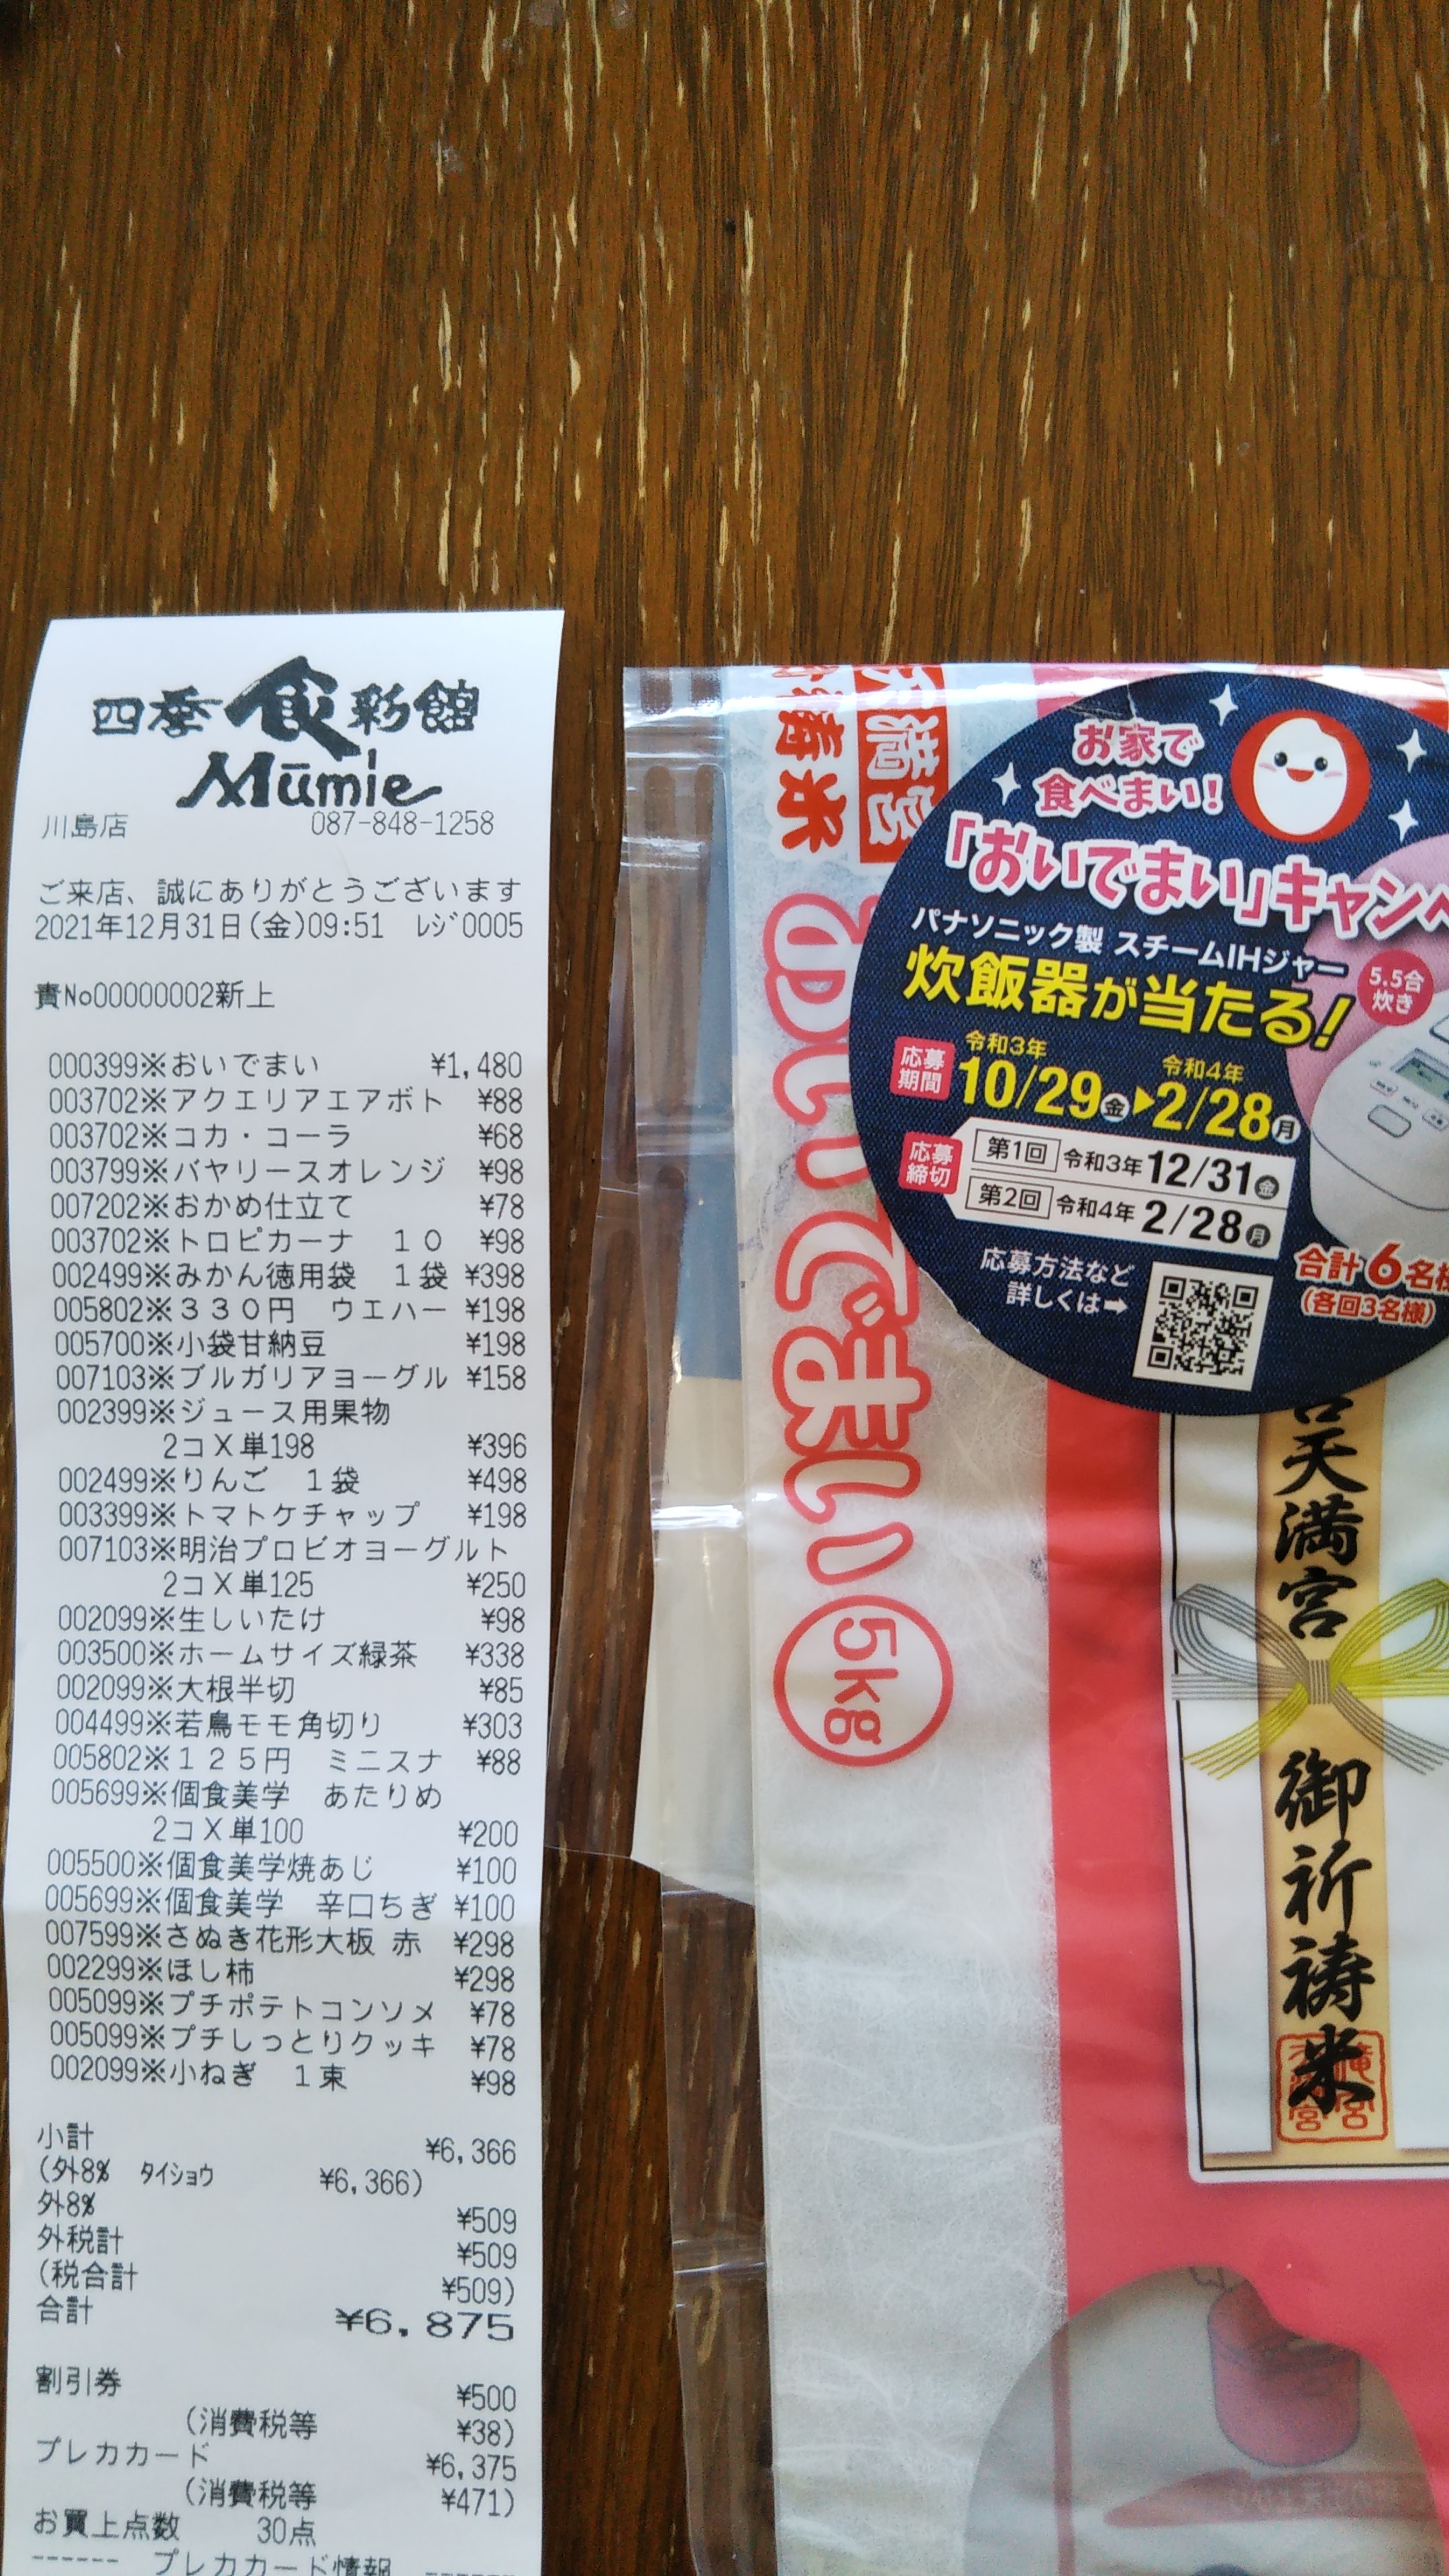 四季食彩館
Mūmie
川島店 087-848-1258
ご来店、誠にありがとうございます
2021年12月31日(金)09:51 ﾚｼﾞ0005
責No00000002新上
000399※おいでまい ¥1,480
003702※アクエリアエアボト ¥88
003702※コカ・コーラ ¥68
003799※バヤリースオレンジ ¥98
007202※おかめ仕立て ¥78
003702※トロピカーナ 10 ¥98
002499※みかん徳用袋 1袋 ¥398
005802※330円 ウエハー ¥198
005700※小袋甘納豆 ¥198
007103※ブルガリアヨーグル ¥158
002399※ジュース用果物
2コX単198 ¥396
002499※りんご 1袋 ¥498
003399※トマトケチャップ ¥198
007103※明治プロビオヨーグルト
2コX単125 ¥250
002099※生しいたけ ¥98
003500※ホームサイズ緑茶 ¥338
002099※大根半切 ¥85
004499※若鳥モモ角切り ¥303
005802※125円 ミニスナ ¥88
005699※個食美学 あたりめ
2コX単100 ¥200
005500※個食美学焼あじ ¥100
005699※個食美学 辛口ちぎ ¥100
007599※さぬき花形大板 赤 ¥298
002299※ほし柿 ¥298
005099※プチポテトコンソメ ¥78
005099※プチしっとりクッキ ¥78
002099※小ねぎ 1束 ¥98
小計 ¥6,366
(外8% ﾀｲｼｮｳ ¥6,366)
外8% ¥509
外税計 ¥509
(税合計 ¥509)
合計 ¥6,875
割引券 ¥500
(消費税等 ¥38)
プレカカード ¥6,375
(消費税等 ¥471)
お買上点数 30点
------ プレカカード情報 ------
天満宮
おいでまい
5kg
お家で
食べまい!
「おいでまい」キャンペ
パナソニック製 スチームIHジャー
炊飯器が当たる!
5.5合
炊き
応募期間 令和3年10/29金▶令和4年2/28月
応募締切
第1回 令和3年12/31金
第2回 令和4年2/28月
応募方法など
詳しくは➡
合計6名様
(各回3名様)
天満宮
御祈祷米